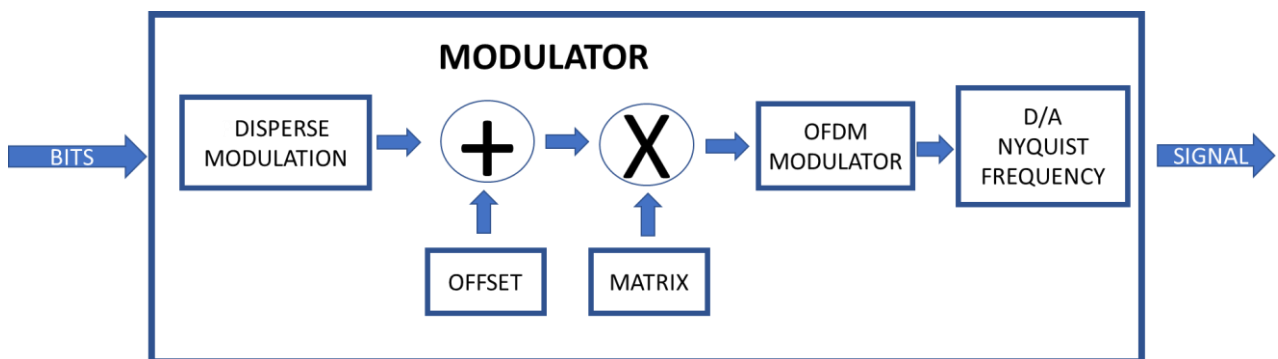 MODULATOR
BITS
DISPERSE
MODULATION
+
X
OFDM
MODULATOR
D/A
NYQUIST
FREQUENCY
SIGNAL
OFFSET
MATRIX